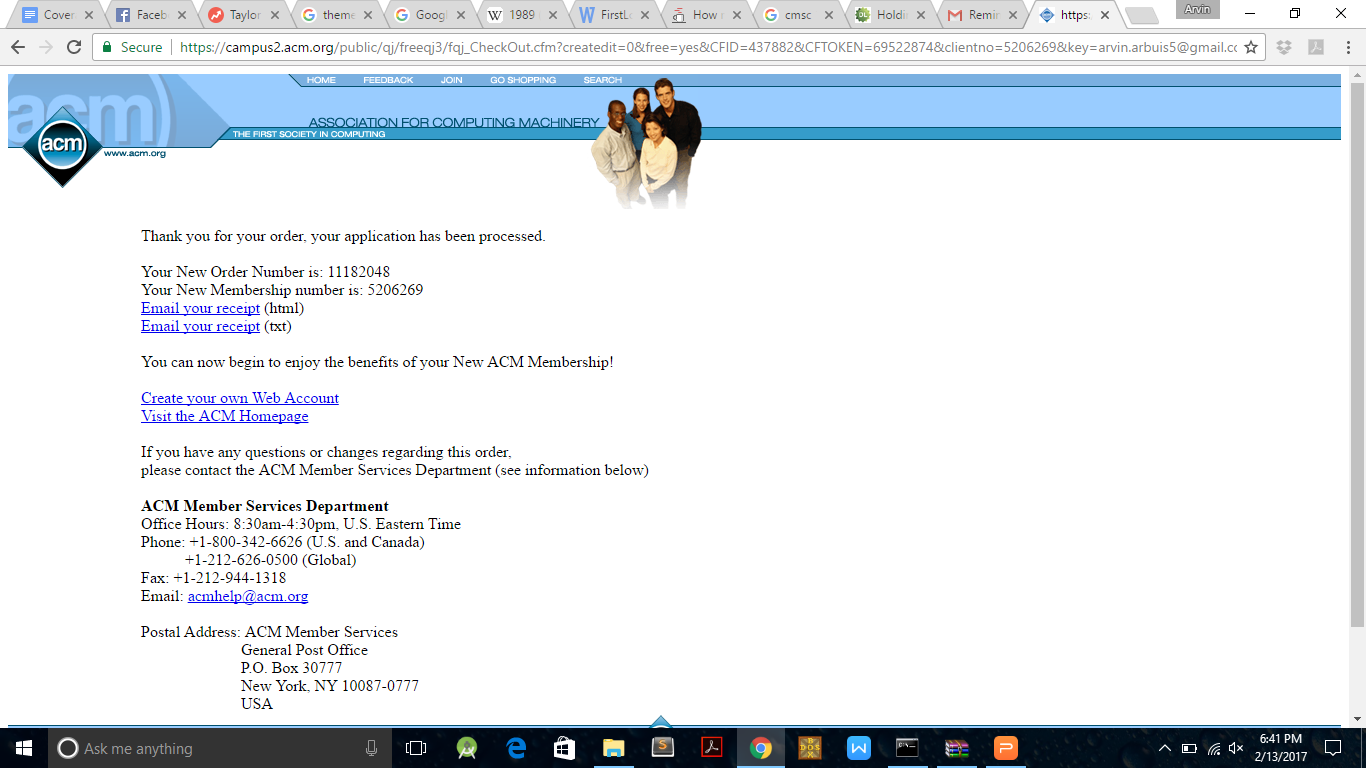 Cover
Faceb
Taylor
theme
Googl
1989
FirstLo
How
cmsc
Holdi
Remin
https:
Arvin
Secure
https://campus2.acm.org/public/qj/freeqj3/fqj_CheckOut.cfm?createdit=0&free=yes&CFID=437882&CFTOKEN=69522874&clientno=5206269&key=arvin.arbuis5@gmail.cc
HOME FEEDBACK JOIN GO SHOPPING SEARCH
acm
ASSOCIATION FOR COMPUTING MACHINERY
THE FIRST SOCIETY IN COMPUTING
acm
www.acm.org
Thank you for your order, your application has been processed.
Your New Order Number is: 11182048
Your New Membership number is: 5206269
Email your receipt (html)
Email your receipt (txt)
You can now begin to enjoy the benefits of your New ACM Membership!
Create your own Web Account
Visit the ACM Homepage
If you have any questions or changes regarding this order,
please contact the ACM Member Services Department (see information below)
ACM Member Services Department
Office Hours: 8:30am-4:30pm, U.S. Eastern Time
Phone: +1-800-342-6626 (U.S. and Canada)
+1-212-626-0500 (Global)
Fax: +1-212-944-1318
Email: acmhelp@acm.org
Postal Address: ACM Member Services
General Post Office
P.O. Box 30777
New York, NY 10087-0777
USA
Ask me anything
6:41 PM
2/13/2017